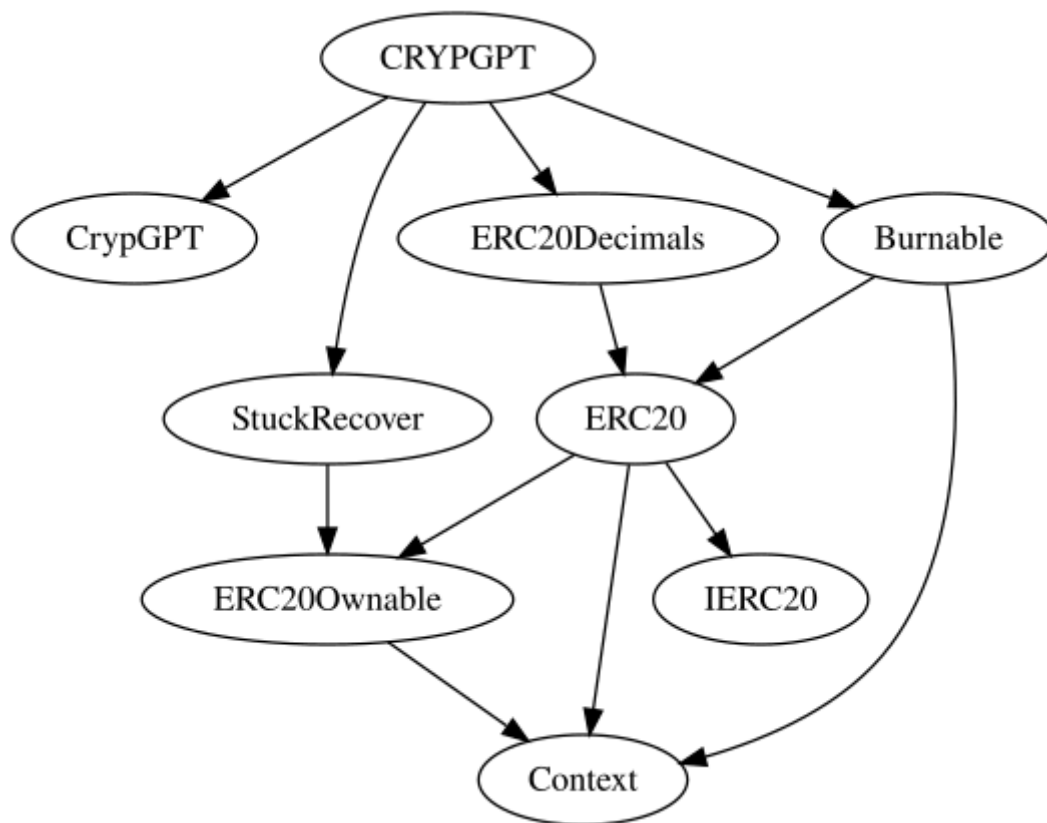 CRYPGPT
CrypGPT
ERC20Decimals
Burnable
StuckRecover
ERC20
ERC20Ownable
IERC20
Context